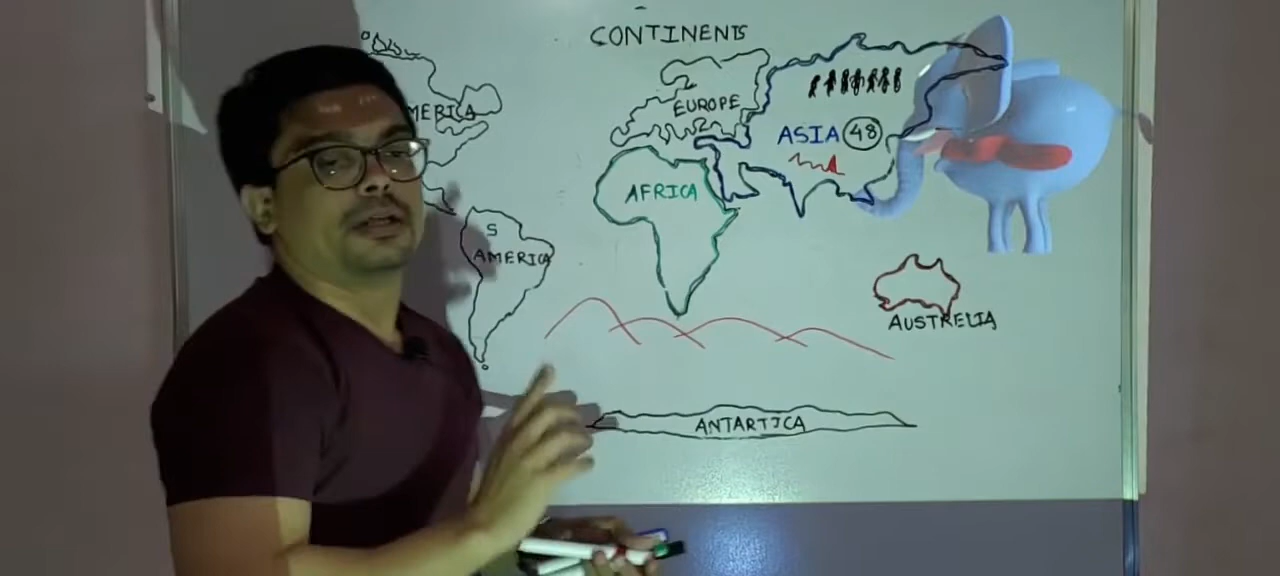 CONTINENTS
MERICA
EUROPE
ASIA 48
AFRICA
S
AMERICA
AUSTRELIA
ANTARTICA